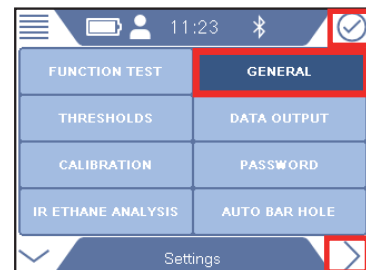 11:23
FUNCTION TEST GENERAL
THRESHOLDS DATA OUTPUT
CALIBRATION PASSWORD
IR ETHANE ANALYSIS AUTO BAR HOLE
Settings